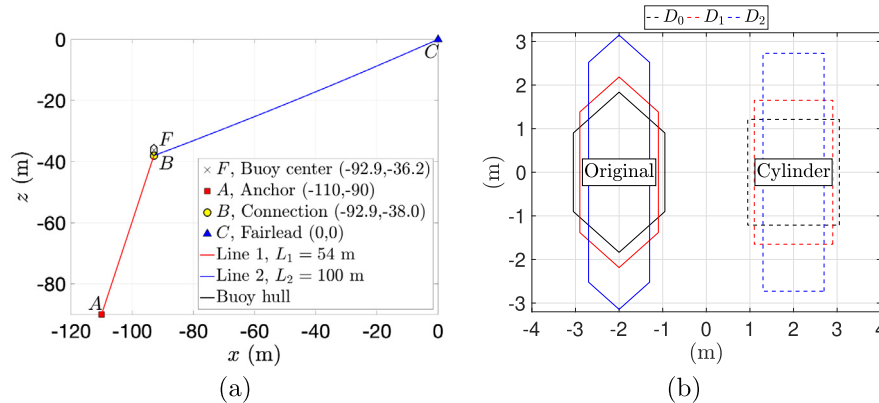 0
-20
-40
-60
-80
z (m)
-120 -100 -80 -60 -40 -20 0
x (m)
C
F
B
A
F, Buoy center (-92.9,-36.2)
A, Anchor (-110,-90)
B, Connection (-92.9,-38.0)
C, Fairlead (0,0)
Line 1, L₁ = 54 m
Line 2, L₂ = 100 m
Buoy hull
(a)
D₀ D₁ D₂
3
2
1
0
-1
-2
-3
(m)
Original
Cylinder
-4 -3 -2 -1 0 1 2 3 4
(m)
(b)